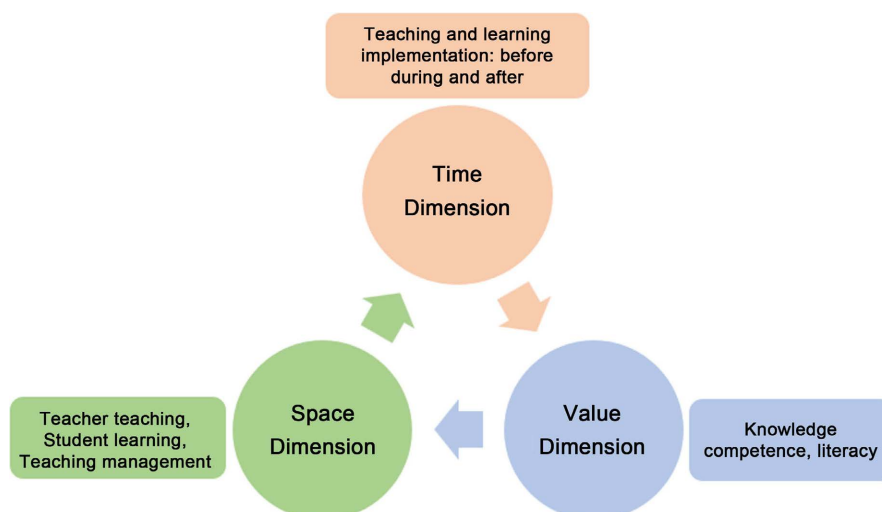 Teaching and learning
implementation: before
during and after
Time
Dimension
Teacher teaching,
Student learning,
Teaching management
Space
Dimension
Value
Dimension
Knowledge
competence, literacy